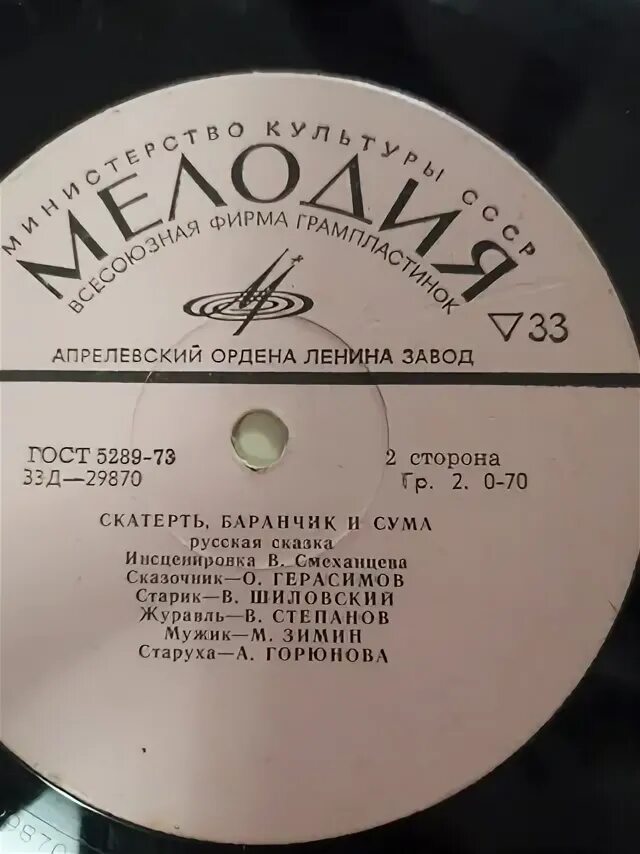 МИНИСТЕРСТВО КУЛЬТУРЫ СССР
МЕЛОДИЯ
ВСЕСОЮЗНАЯ ФИРМА ГРАМПЛАСТИНОК
▽33
АПРЕЛЕВСКИЙ ОРДЕНА ЛЕНИНА ЗАВОД
ГОСТ 5289-73
2 сторона
33Д—29870
Гр. 2. 0-70
СКАТЕРТЬ, БАРАНЧИК И СУМА
русская сказка
Инсценировка В. Смеханцева
Сказочник—О. ГЕРАСИМОВ
Старик—В. ШИЛОВСКИЙ
Журавль—В. СТЕПАНОВ
Мужик—М. ЗИМИН
Старуха—А. ГОРЮНОВА